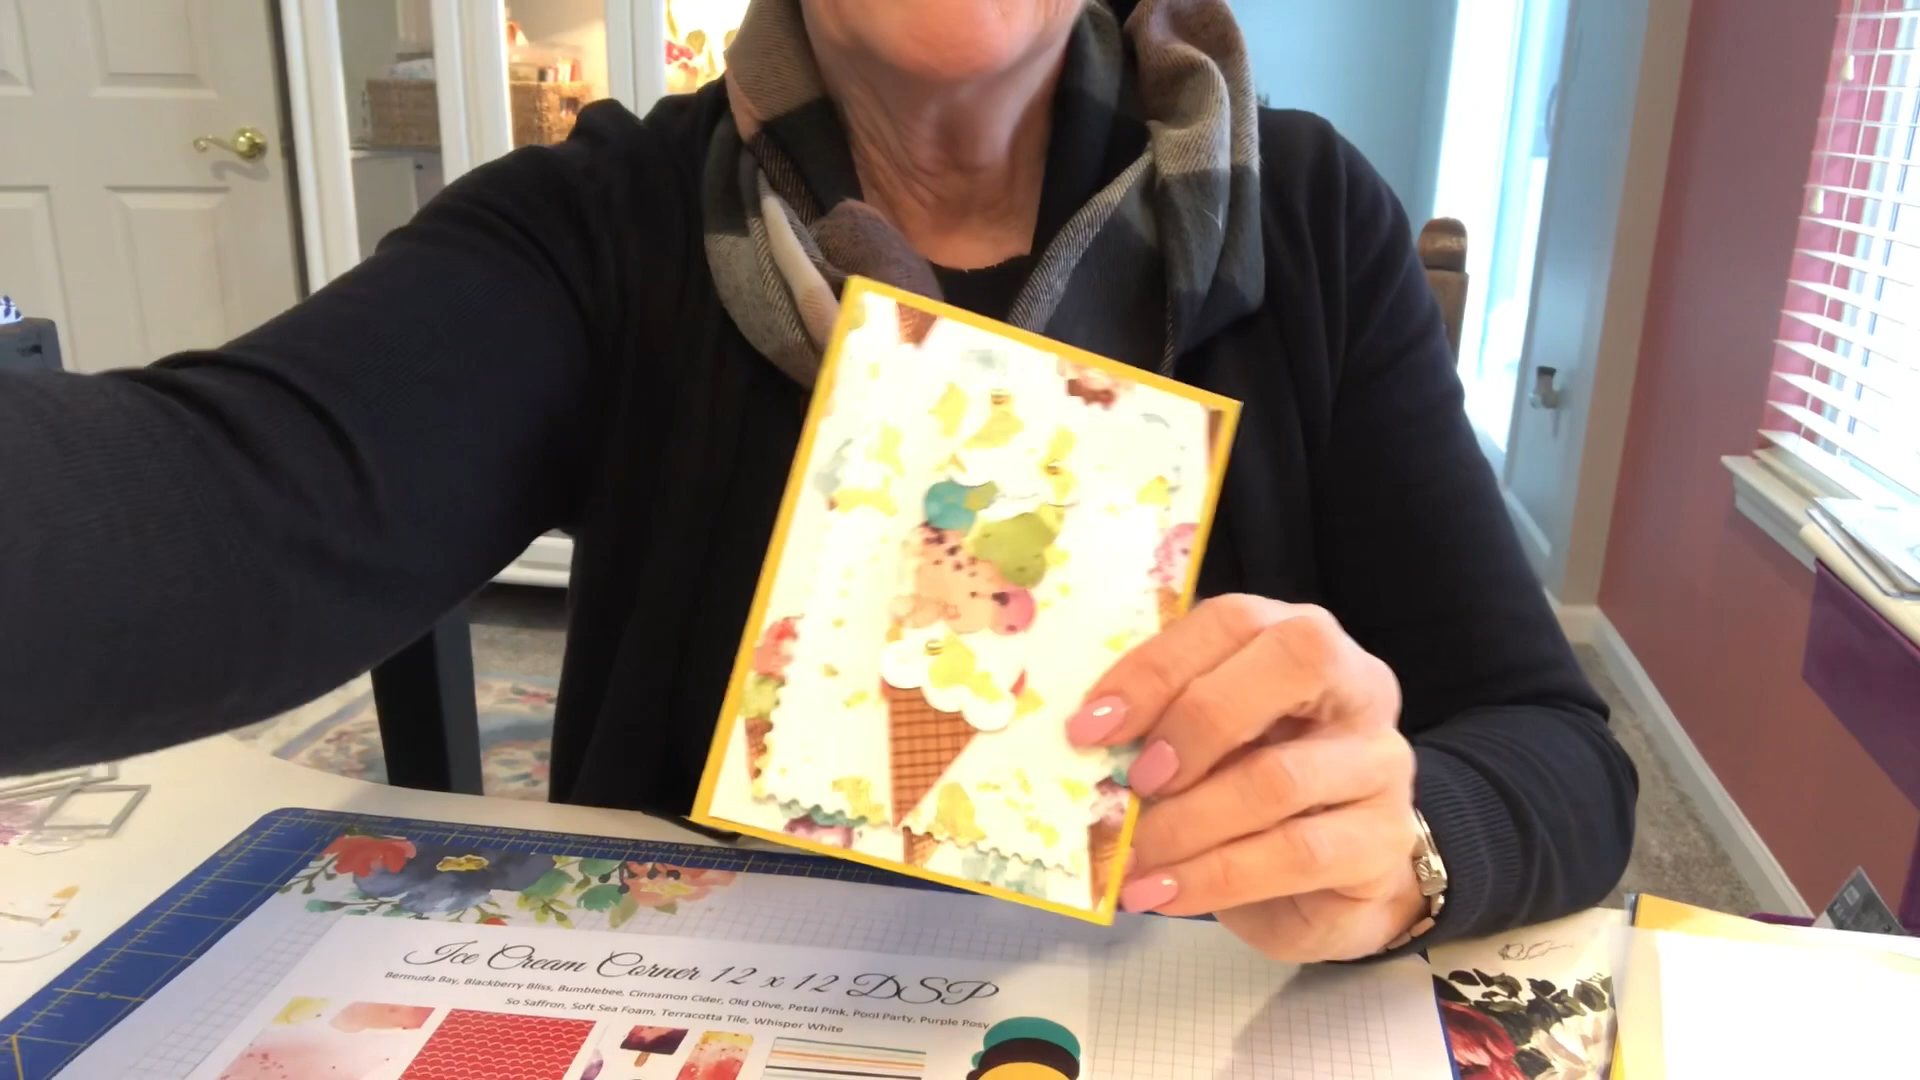 Ice Cream Corner 12 x 12 DSP
Bermuda Bay, Blackberry Bliss, Bumblebee, Cinnamon Cider, Old Olive, Petal Pink, Pool Party, Purple Posy
So Saffron, Soft Sea Foam, Terracotta Tile, Whisper White